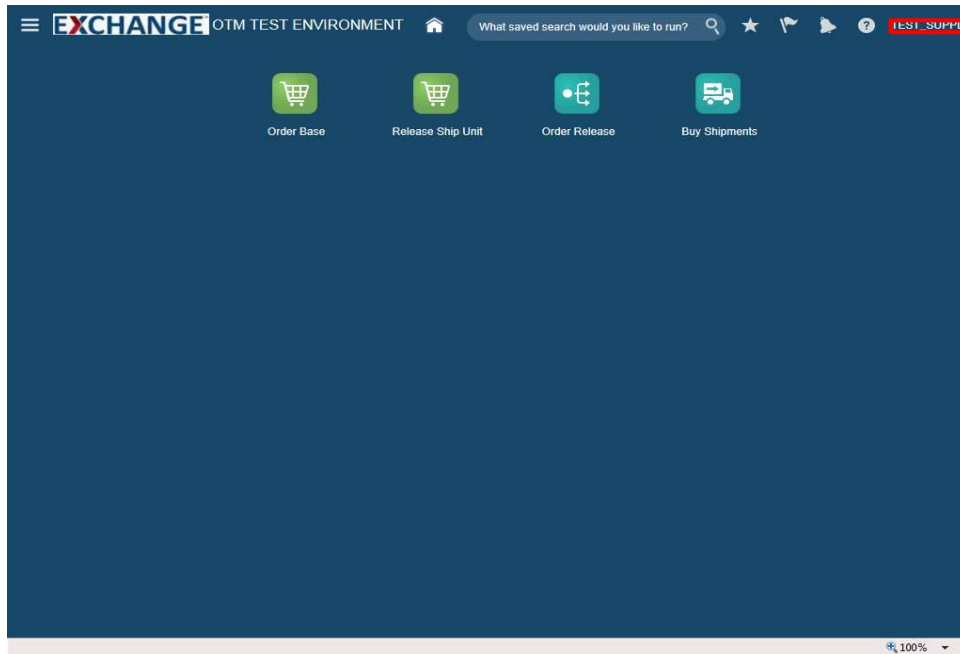 EXCHANGE OTM TEST ENVIRONMENT What saved search would you like to run? ? TEST_SUPPL
Order Base Release Ship Unit Order Release Buy Shipments
100%